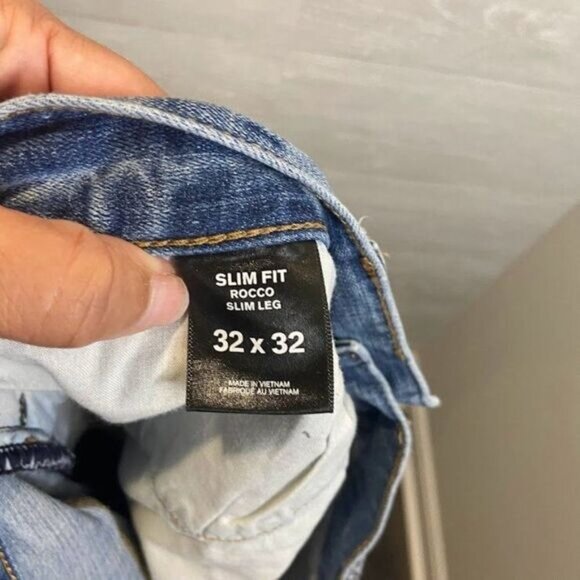 SLIM FIT
ROCCO
SLIM LEG
32 x 32
MADE IN VIETNAM
FABRIQUÉ AU VIETNAM